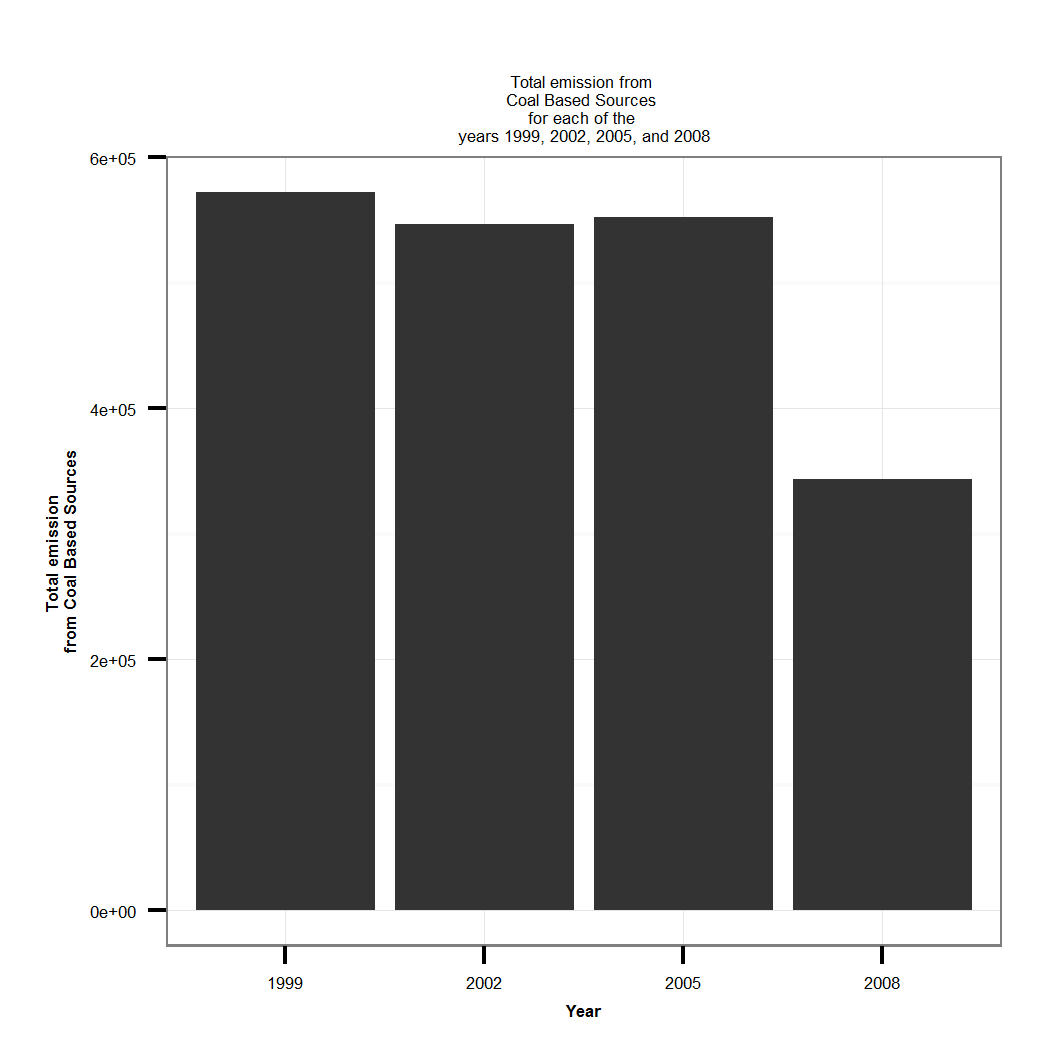 Total emission from
Coal Based Sources
for each of the
years 1999, 2002, 2005, and 2008
6e+05
4e+05
2e+05
0e+00
Total emission
from Coal Based Sources
1999 2002 2005 2008
Year